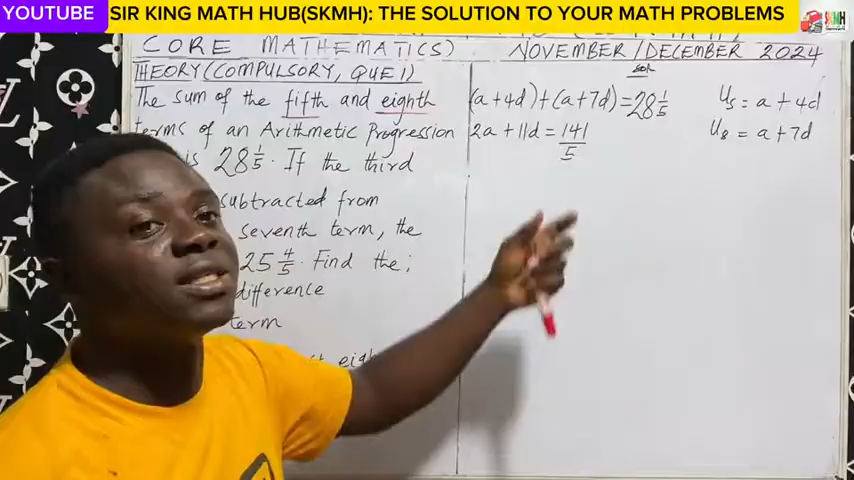 YOUTUBE SIR KING MATH HUB(SKMH): THE SOLUTION TO YOUR MATH PROBLEMS
SKMH
CORE MATHEMATICS)
NOVEMBER/DECEMBER 2024
THEORY(COMPULSORY, QUE 1)
The sum of the fifth and eighth
terms of an Arithmetic Progression
is 28 1/5. If the third
subtracted from
seventh term, the
25 4/5. Find the;
difference
term
(a+4d)+(a+7d)=28 1/5
2a+11d=141/5
U5 = a+4d
U8 = a+7d